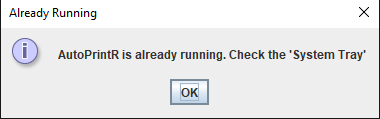 Already Running
AutoPrintR is already running. Check the 'System Tray'
OK